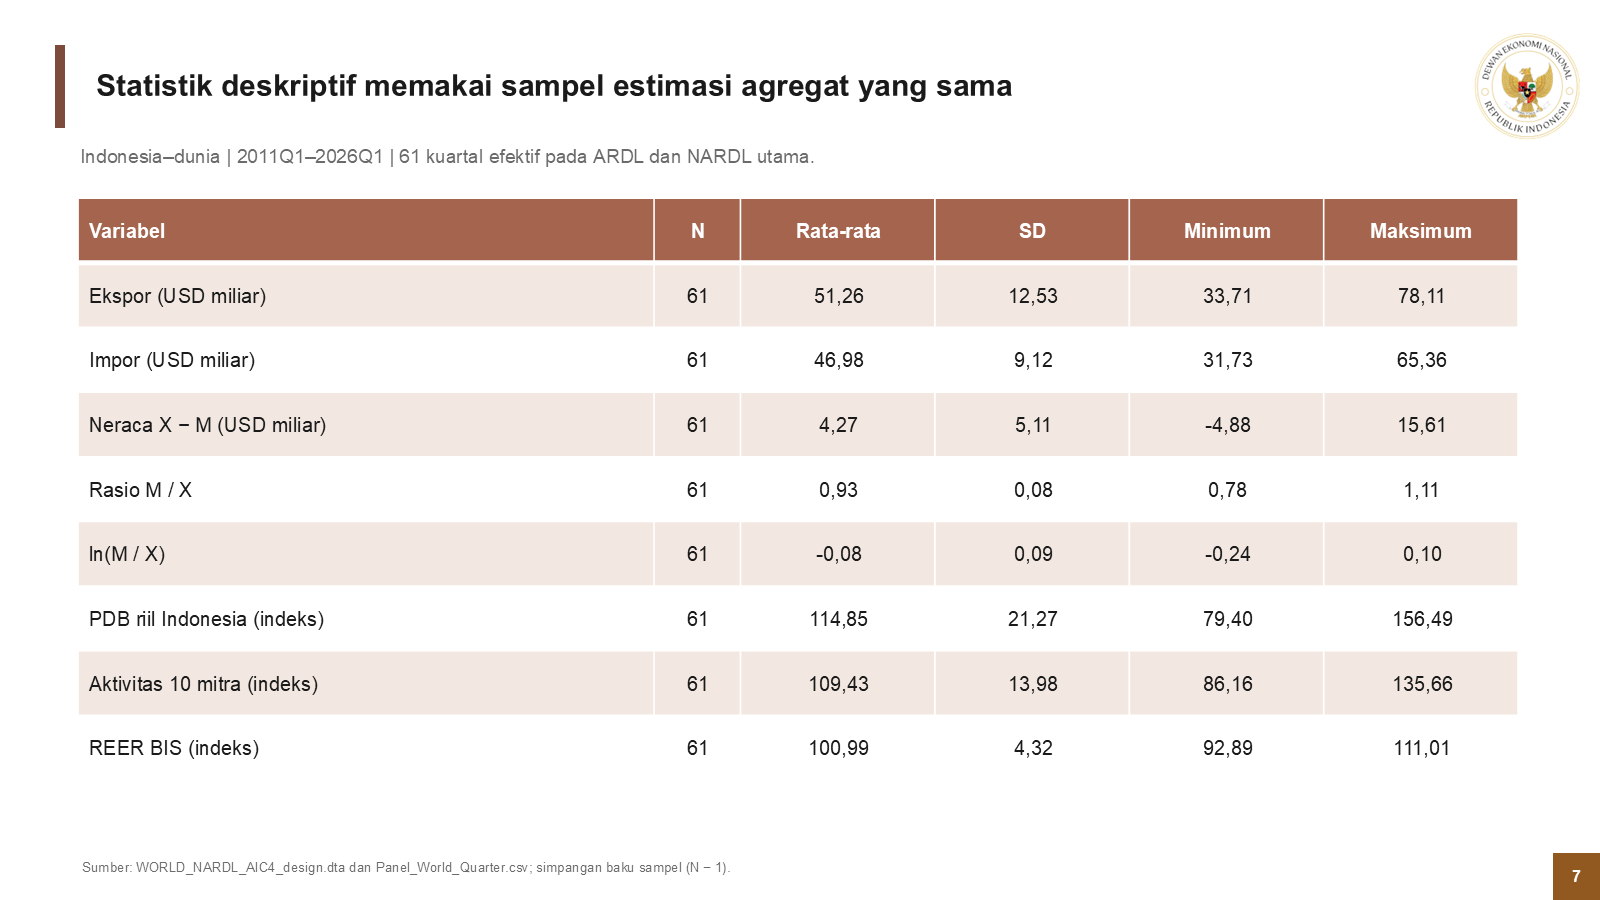 Statistik deskriptif memakai sampel estimasi agregat yang sama
DEWAN EKONOMI NASIONAL
REPUBLIK INDONESIA
Indonesia–dunia | 2011Q1–2026Q1 | 61 kuartal efektif pada ARDL dan NARDL utama.
Variabel N Rata-rata SD Minimum Maksimum
Ekspor (USD miliar) 61 51,26 12,53 33,71 78,11
Impor (USD miliar) 61 46,98 9,12 31,73 65,36
Neraca X − M (USD miliar) 61 4,27 5,11 -4,88 15,61
Rasio M / X 61 0,93 0,08 0,78 1,11
ln(M / X) 61 -0,08 0,09 -0,24 0,10
PDB riil Indonesia (indeks) 61 114,85 21,27 79,40 156,49
Aktivitas 10 mitra (indeks) 61 109,43 13,98 86,16 135,66
REER BIS (indeks) 61 100,99 4,32 92,89 111,01
Sumber: WORLD_NARDL_AIC4_design.dta dan Panel_World_Quarter.csv; simpangan baku sampel (N − 1).
7